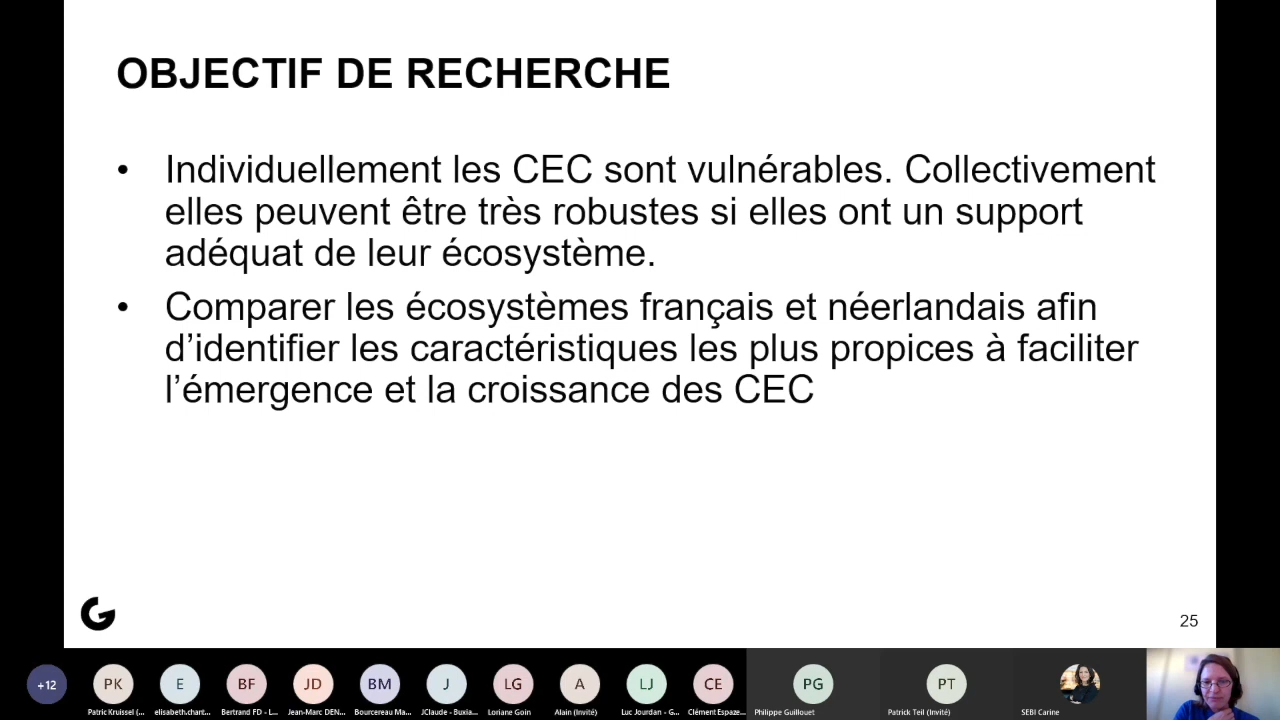 OBJECTIF DE RECHERCHE
• Individuellement les CEC sont vulnérables. Collectivement
elles peuvent être très robustes si elles ont un support
adéquat de leur écosystème.
• Comparer les écosystèmes français et néerlandais afin
d’identifier les caractéristiques les plus propices à faciliter
l’émergence et la croissance des CEC
25
+12 PK E BF JD BM J LG A LJ CE PG PT
Patric Kruissel (... elisabeth.chart... Bertrand FD - L... Jean-Marc DEN... Bourcereau Ma... JClaude - Buxia... Loriane Goin Alain (Invité) Luc Jourdan - G... Clément Espaze... Philippe Guillouet Patrick Teil (Invité) SEBI Carine